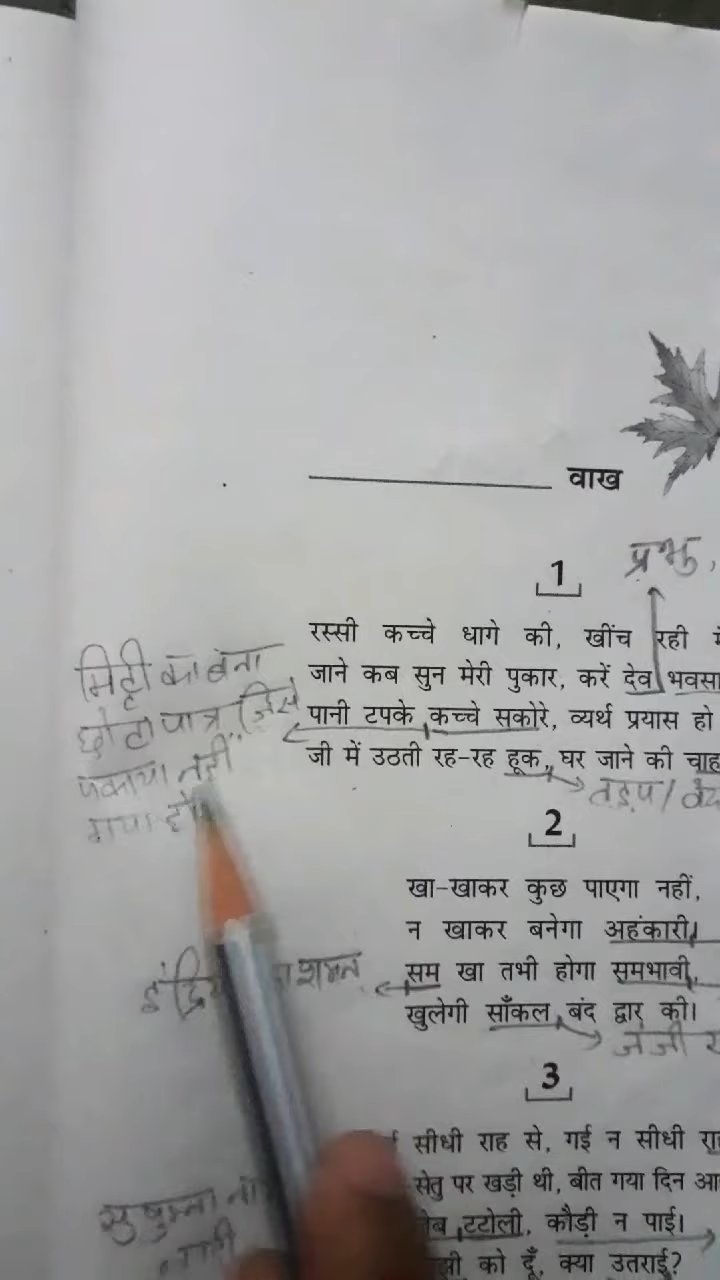 वाख
1
प्रभु,
रस्सी कच्चे धागे की, खींच रही
जाने कब सुन मेरी पुकार, करें देव भवसा
पानी टपके कच्चे सकोरे, व्यर्थ प्रयास हो
जी में उठती रह-रह हूक, घर जाने की चाह
मिट्टी का बना
छोटा पात्र जिसे
पकाया नहीं
गया हो
तड़प/
2
खा-खाकर कुछ पाएगा नहीं,
न खाकर बनेगा अहंकारी।
सम खा तभी होगा समभावी,
खुलेगी साँकल बंद द्वार की।
शमन
3
सीधी राह से, गई न सीधी रा
सेतु पर खड़ी थी, बीत गया दिन आ
टटोली, कौड़ी न पाई।
को दूँ, क्या उतराई?
सुषुम्ना